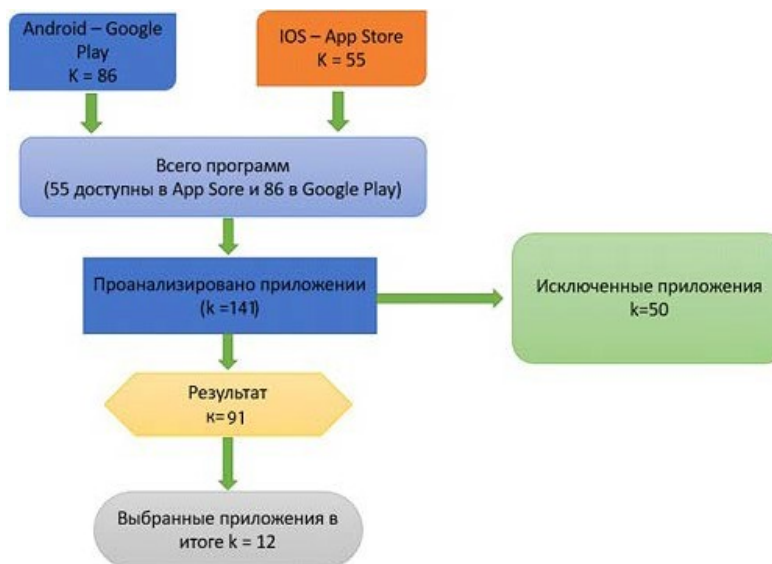 Android – Google
Play
K = 86
IOS – App Store
K = 55
Всего программ
(55 доступны в App Sore и 86 в Google Play)
Проанализировано приложении
(k =141)
Исключенные приложения
k=50
Результат
к=91
Выбранные приложения в
итоге k = 12